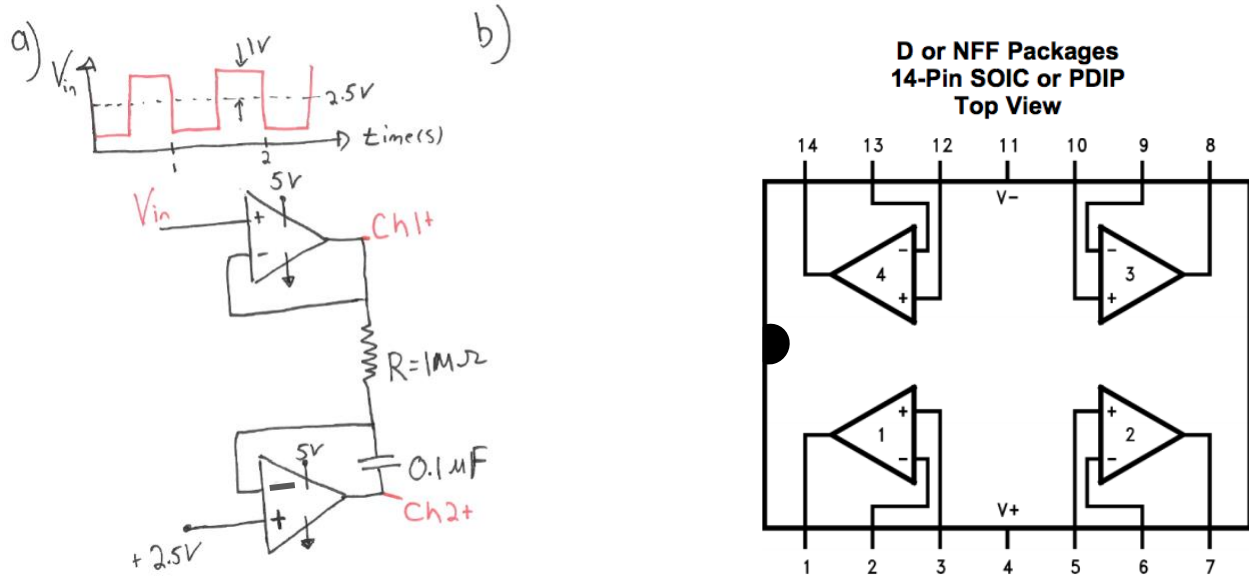 a)
Vin
1V
2.5V
time(s)
1
2
5V
Vin
+
-
Ch1+
R=1MΩ
5V
-
+
0.1μF
Ch2+
+2.5V
b)
D or NFF Packages
14-Pin SOIC or PDIP
Top View
14 13 12 11 10 9 8
V-
4
-
+
3
-
+
1
+
-
2
+
-
V+
1 2 3 4 5 6 7